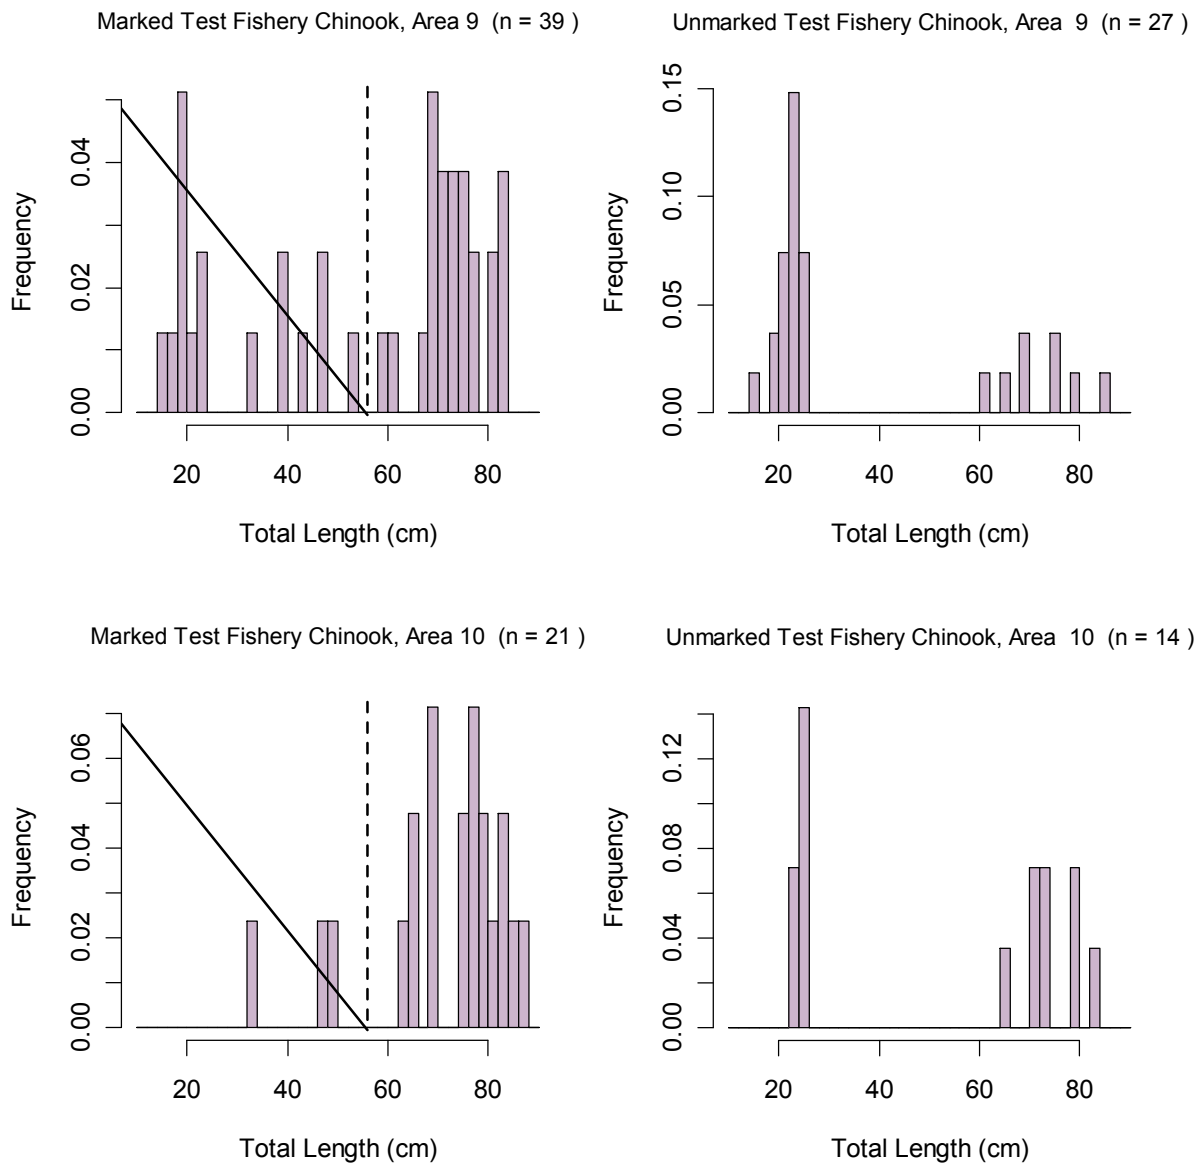 Marked Test Fishery Chinook, Area 9 (n = 39 )
Frequency
0.00 0.02 0.04
20 40 60 80
Total Length (cm)
Unmarked Test Fishery Chinook, Area 9 (n = 27 )
Frequency
0.00 0.05 0.10 0.15
20 40 60 80
Total Length (cm)
Marked Test Fishery Chinook, Area 10 (n = 21 )
Frequency
0.00 0.02 0.04 0.06
20 40 60 80
Total Length (cm)
Unmarked Test Fishery Chinook, Area 10 (n = 14 )
Frequency
0.00 0.04 0.08 0.12
20 40 60 80
Total Length (cm)